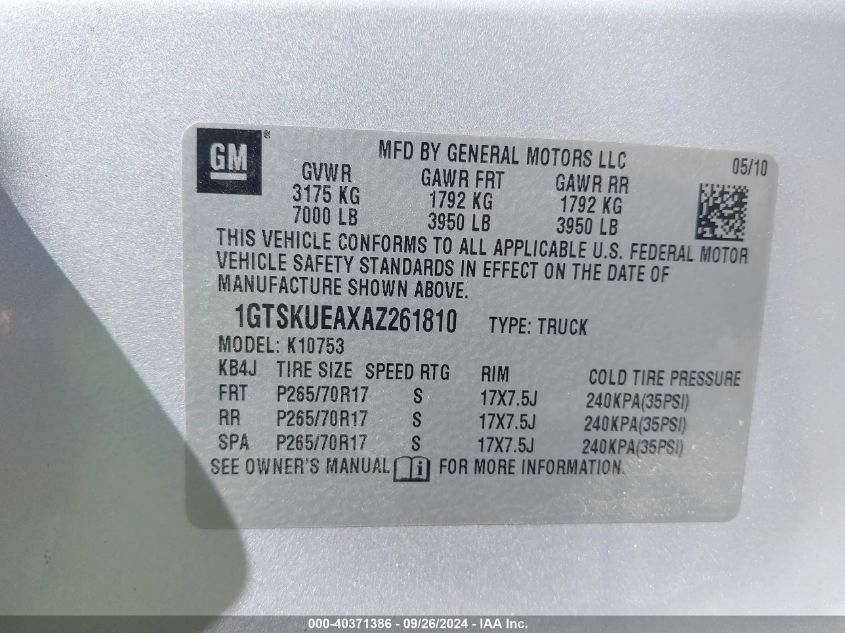 GM®
MFD BY GENERAL MOTORS LLC 05/10
GVWR GAWR FRT GAWR RR
3175 KG 1792 KG 1792 KG
7000 LB 3950 LB 3950 LB
THIS VEHICLE CONFORMS TO ALL APPLICABLE U.S. FEDERAL MOTOR
VEHICLE SAFETY STANDARDS IN EFFECT ON THE DATE OF
MANUFACTURE SHOWN ABOVE.
1GTSKUEAXAZ261810 TYPE: TRUCK
MODEL: K10753
KB4J TIRE SIZE SPEED RTG RIM COLD TIRE PRESSURE
FRT P265/70R17 S 17X7.5J 240KPA(35PSI)
RR P265/70R17 S 17X7.5J 240KPA(35PSI)
SPA P265/70R17 S 17X7.5J 240KPA(35PSI)
SEE OWNER'S MANUAL i FOR MORE INFORMATION.
000-40371386 - 09/26/2024 - IAA Inc.